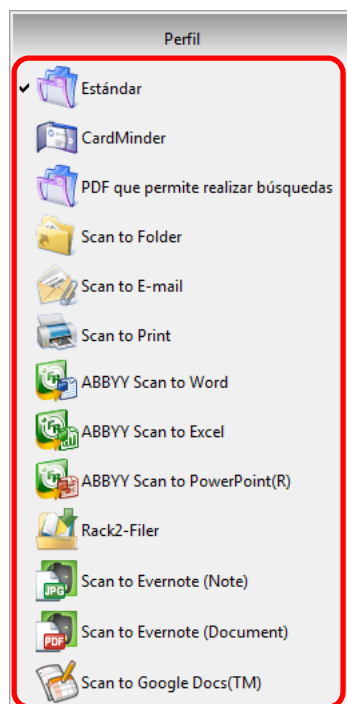 Perfil
Estándar
CardMinder
PDF que permite realizar búsquedas
Scan to Folder
Scan to E-mail
Scan to Print
ABBYY Scan to Word
ABBYY Scan to Excel
ABBYY Scan to PowerPoint(R)
Rack2-Filer
JPG Scan to Evernote (Note)
PDF Scan to Evernote (Document)
Scan to Google Docs(TM)